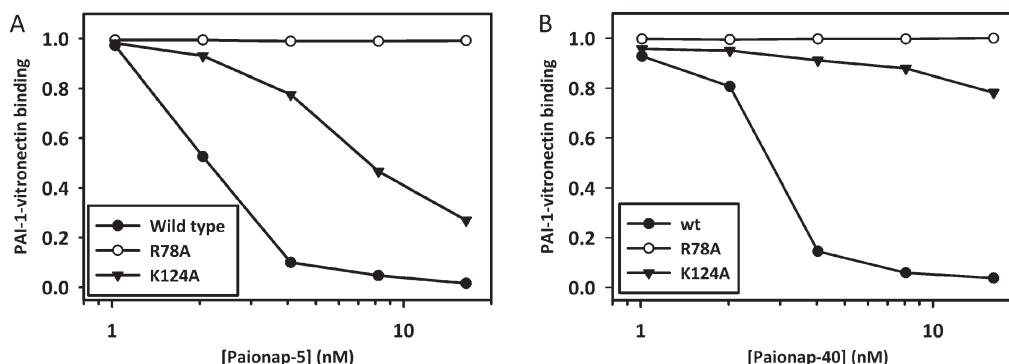 A
PAI-1-vitronectin binding
1.0
0.8
0.6
0.4
0.2
0.0
Wild type
R78A
K124A
1
10
[Paionap-5] (nM)
B
PAI-1-vitronectin binding
1.0
0.8
0.6
0.4
0.2
0.0
wt
R78A
K124A
1
10
[Paionap-40] (nM)